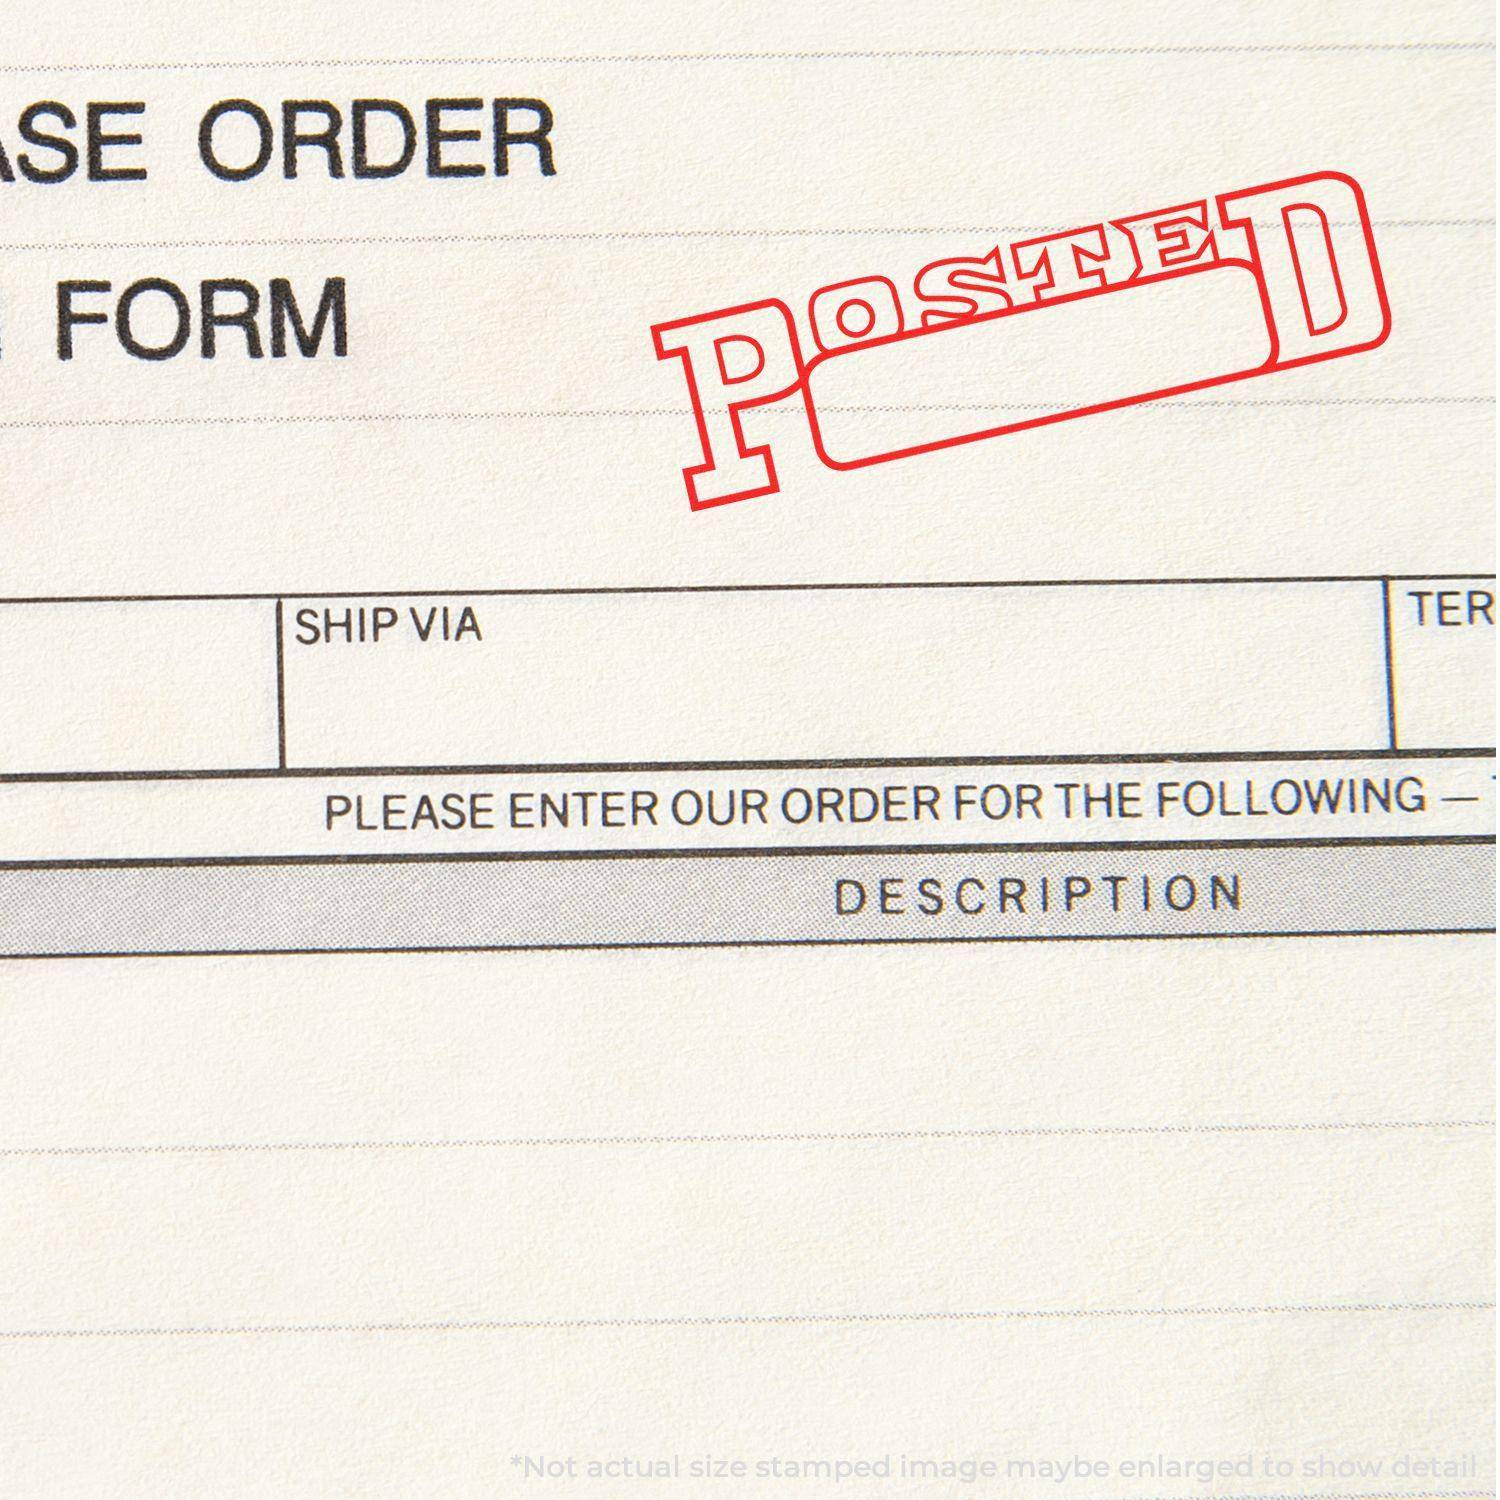 ASE ORDER
POSTED
FORM
SHIP VIA
TER
PLEASE ENTER OUR ORDER FOR THE FOLLOWING —
DESCRIPTION
*Not actual size stamped image maybe enlarged to show detail